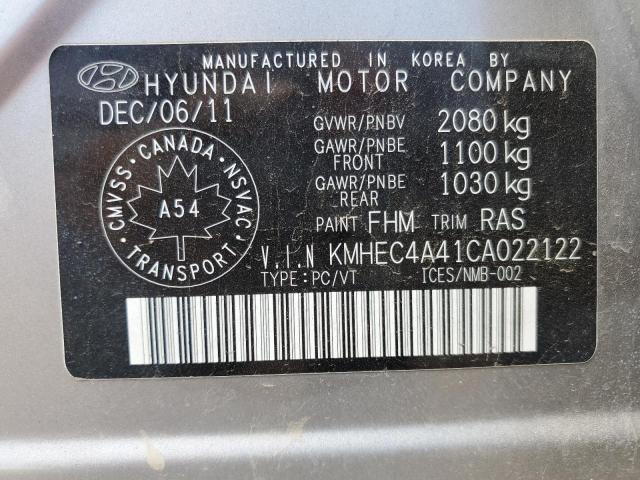 MANUFACTURED IN KOREA BY
HYUNDAI MOTOR COMPANY
DEC/06/11
GVWR/PNBV 2080 kg
GAWR/PNBE FRONT 1100 kg
GAWR/PNBE REAR 1030 kg
PAINT FHM TRIM RAS
CMVSS · CANADA · NSVAC
A54
TRANSPORT
V.I.N KMHEC4A41CA022122
TYPE: PC/VT ICES/NMB-002